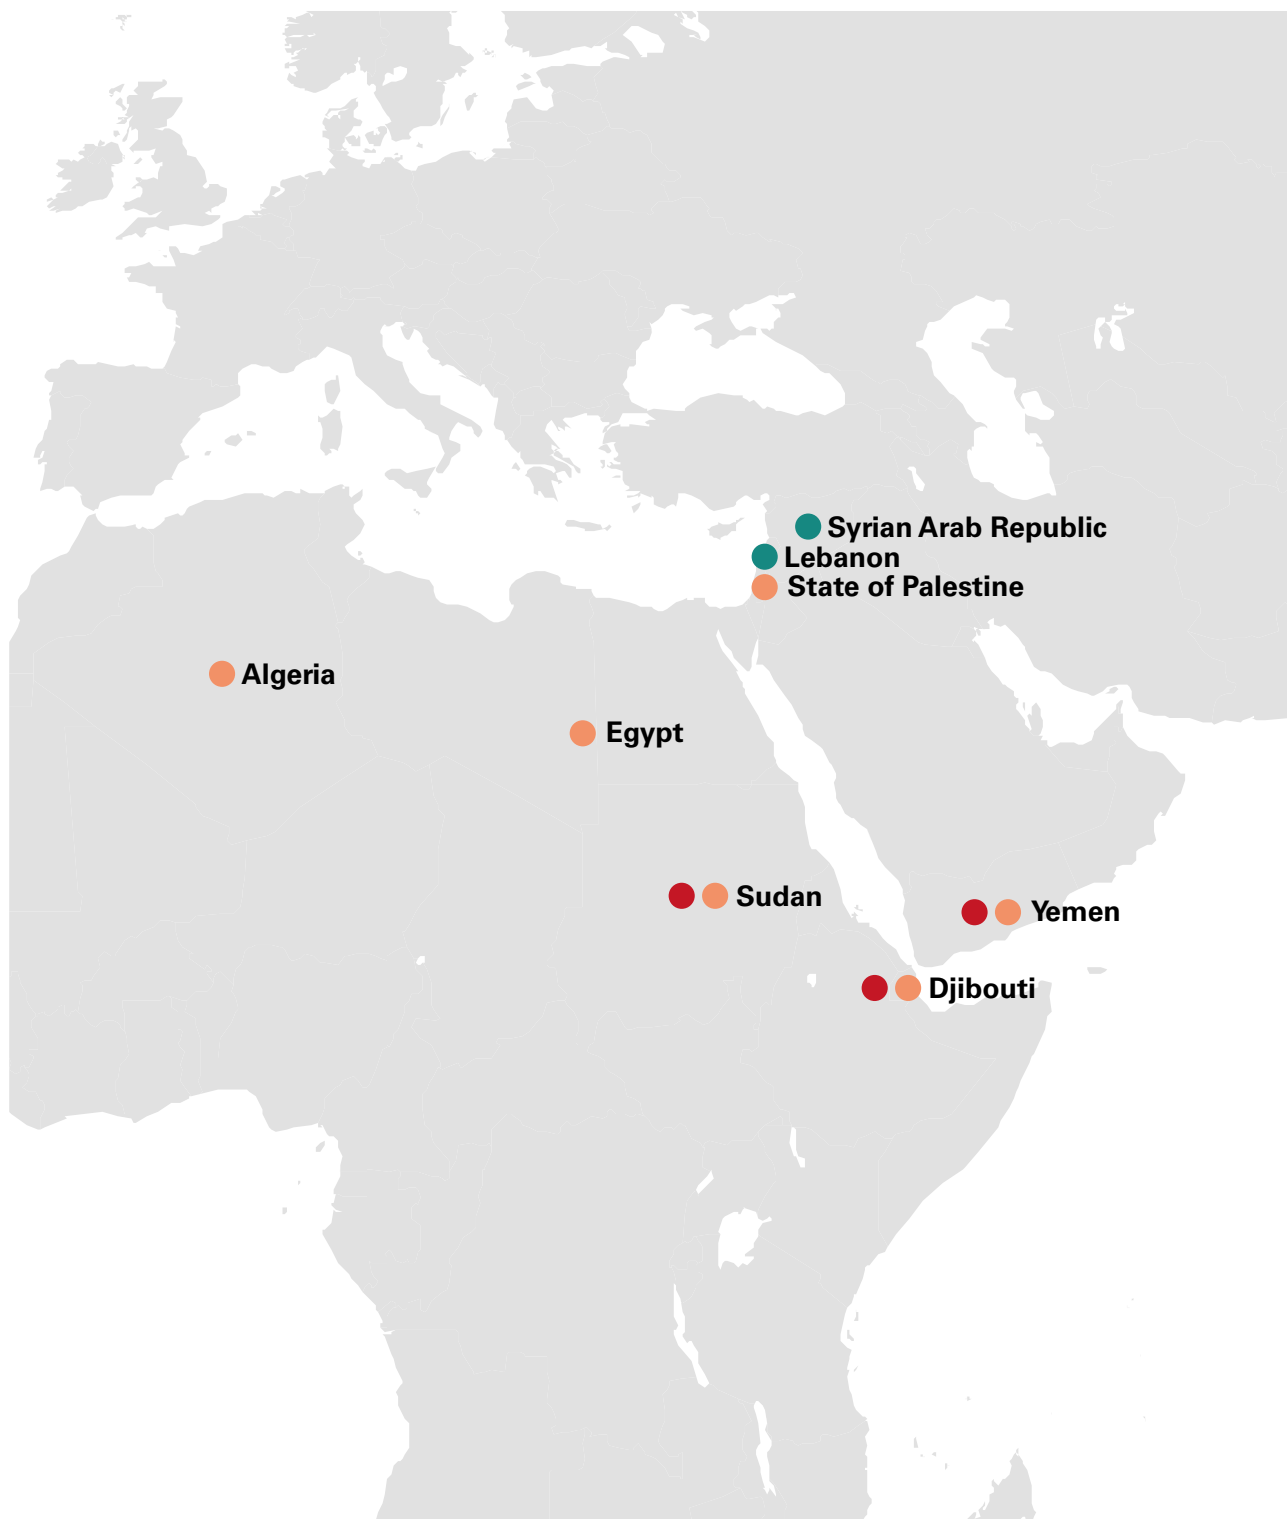 Syrian Arab Republic
Lebanon
State of Palestine
Algeria
Egypt
Sudan
Yemen
Djibouti